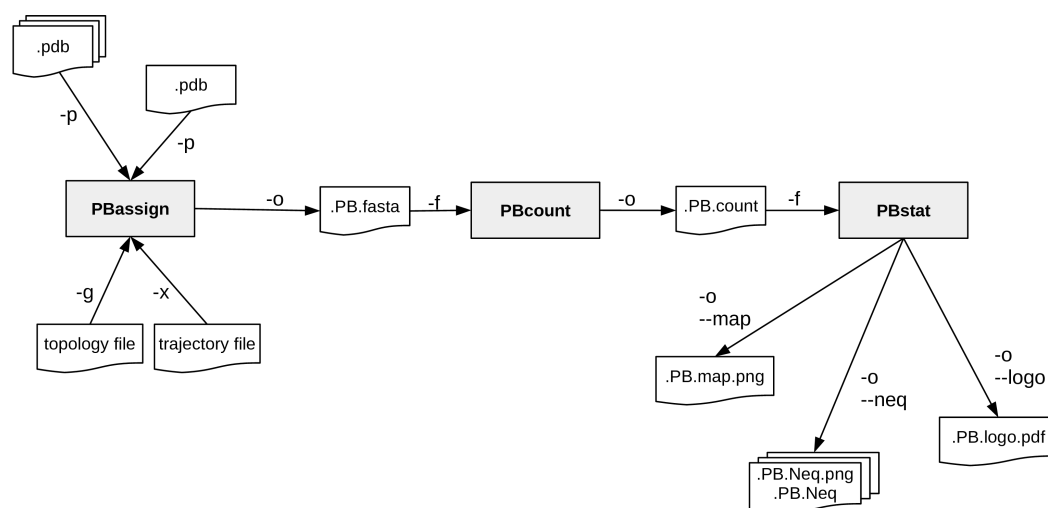 .pdb
.pdb
-p
-p
PBassign
-o
.PB.fasta
-f
PBcount
-o
.PB.count
-f
PBstat
-g
-x
topology file
trajectory file
-o
--map
.PB.map.png
-o
--neq
-o
--logo
.PB.logo.pdf
.PB.Neq.png
.PB.Neq